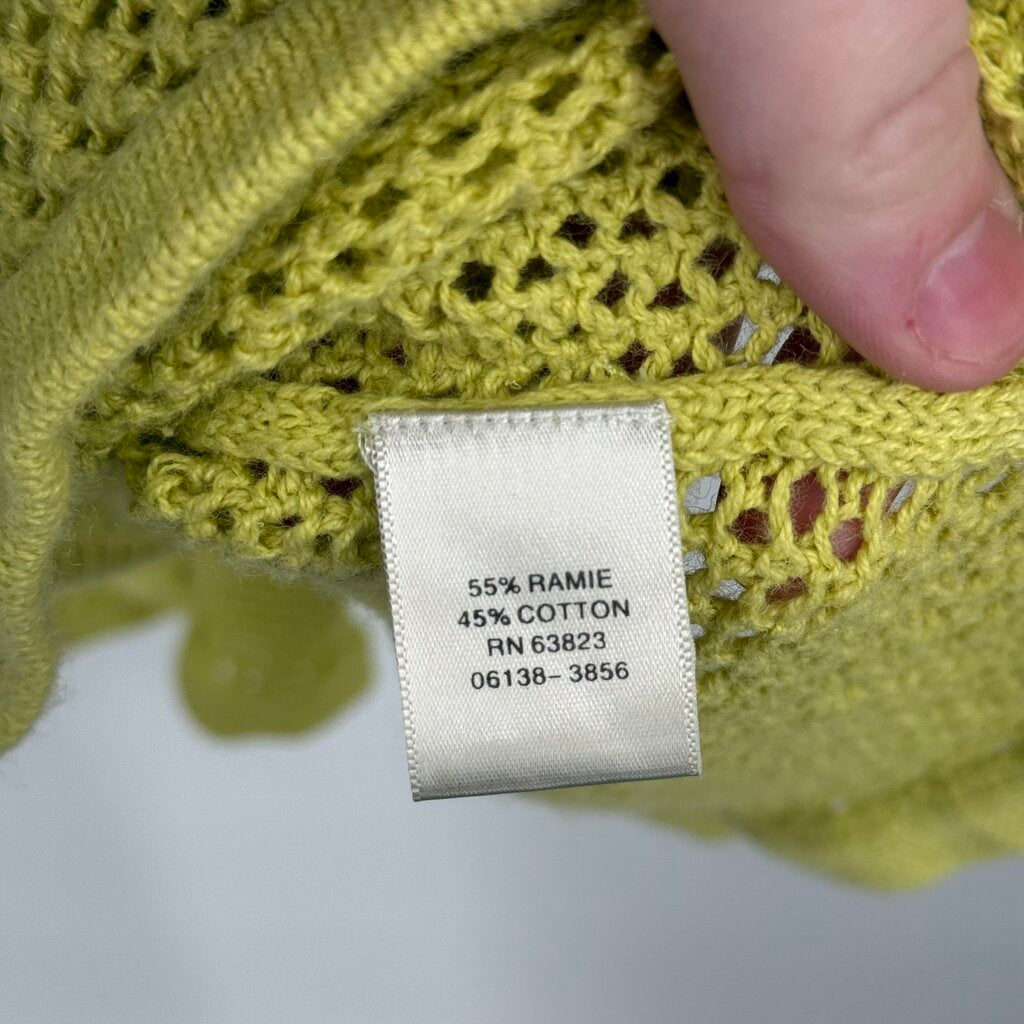 55% RAMIE
45% COTTON
RN 63823
06138- 3856